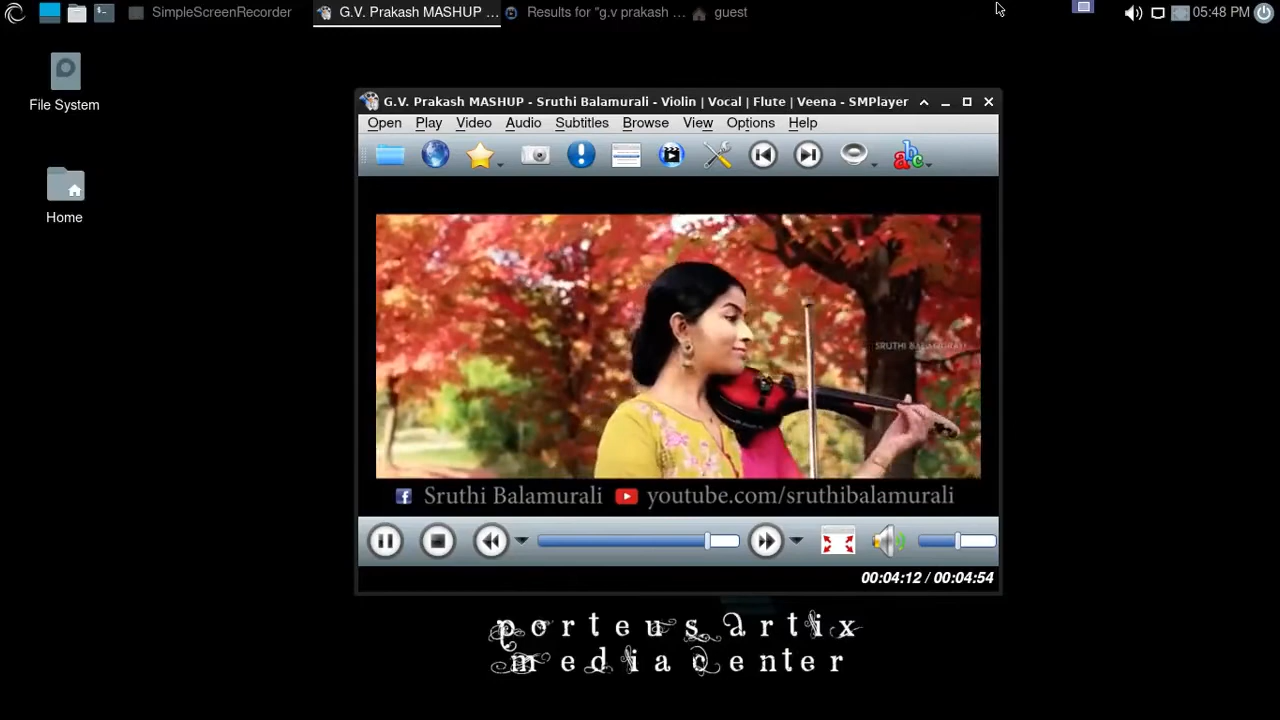 SimpleScreenRecorder
G.V. Prakash MASHUP ...
Results for "g.v prakash ...
guest
05:48 PM
File System
Home
G.V. Prakash MASHUP - Sruthi Balamurali - Violin | Vocal | Flute | Veena - SMPlayer
Open Play Video Audio Subtitles Browse View Options Help
abc
SRUTHI BALAMURALI
Sruthi Balamurali youtube.com/sruthibalamurali
00:04:12 / 00:04:54
porteus artix
media center